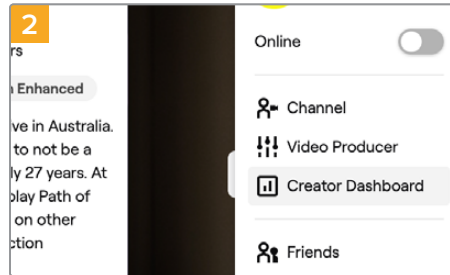 2
rs
Enhanced
ve in Australia.
to not be a
ly 27 years. At
play Path of
on other
ction
Online
Channel
Video Producer
Creator Dashboard
Friends